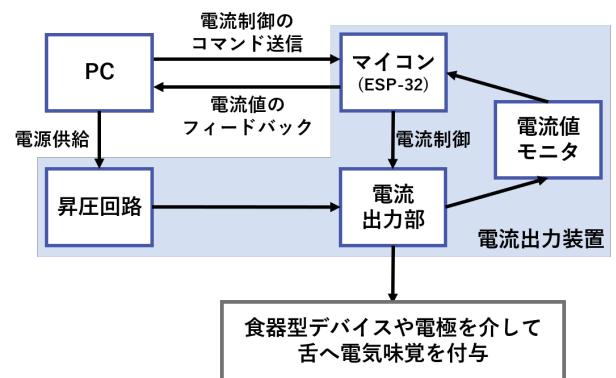 電流制御の
コマンド送信
PC
マイコン
(ESP-32)
電流値の
フィードバック
電流値
モニタ
電源供給
電流制御
昇圧回路
電流
出力部
電流出力装置
食器型デバイスや電極を介して
舌へ電気味覚を付与